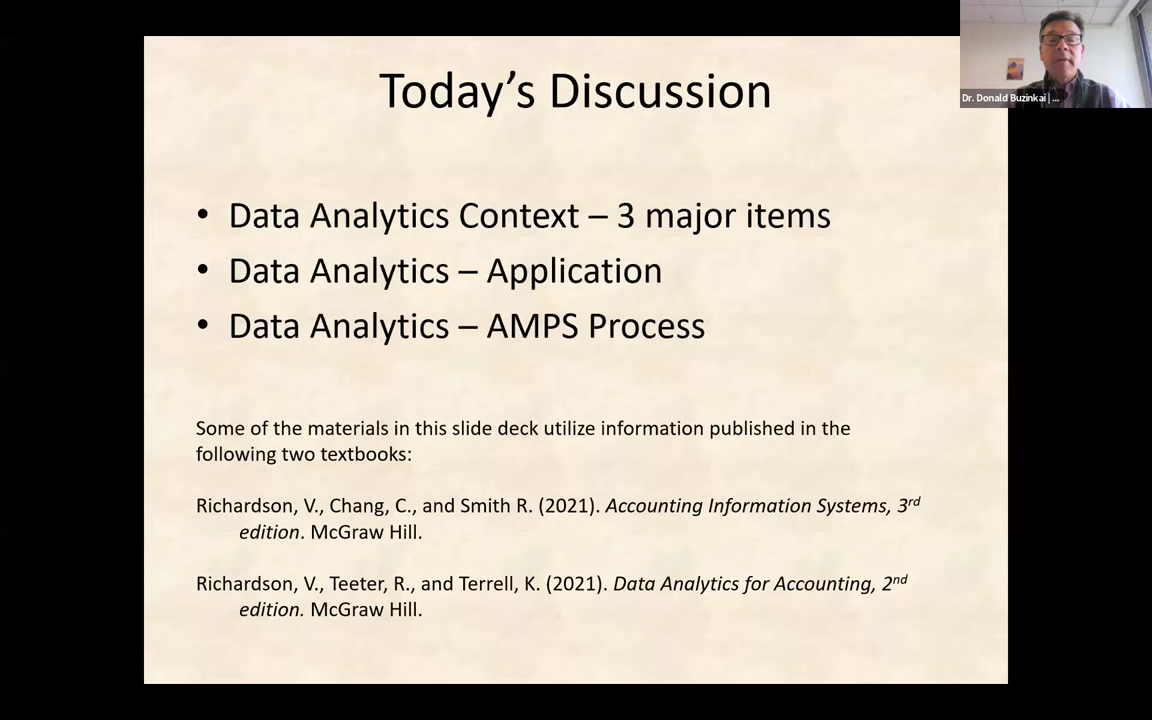 Today's Discussion
Dr. Donald Buzinkai | ...
• Data Analytics Context – 3 major items
• Data Analytics – Application
• Data Analytics – AMPS Process
Some of the materials in this slide deck utilize information published in the
following two textbooks:
Richardson, V., Chang, C., and Smith R. (2021). Accounting Information Systems, 3rd
edition. McGraw Hill.
Richardson, V., Teeter, R., and Terrell, K. (2021). Data Analytics for Accounting, 2nd
edition. McGraw Hill.